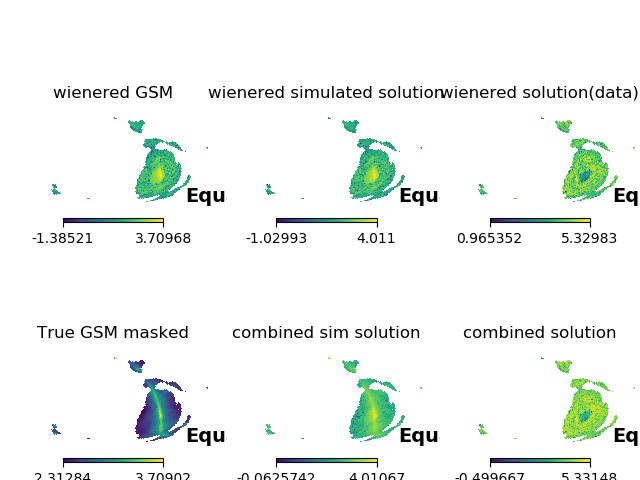 wienered GSM
wienered simulated solution
wienered solution(data)
Equ
Equ
Eq
-1.38521 3.70968
-1.02993 4.011
0.965352 5.32983
True GSM masked
combined sim solution
combined solution
Equ
Equ
Eq
2.31284 3.70902
-0.0625742 4.01067
-0.499667 5.33148